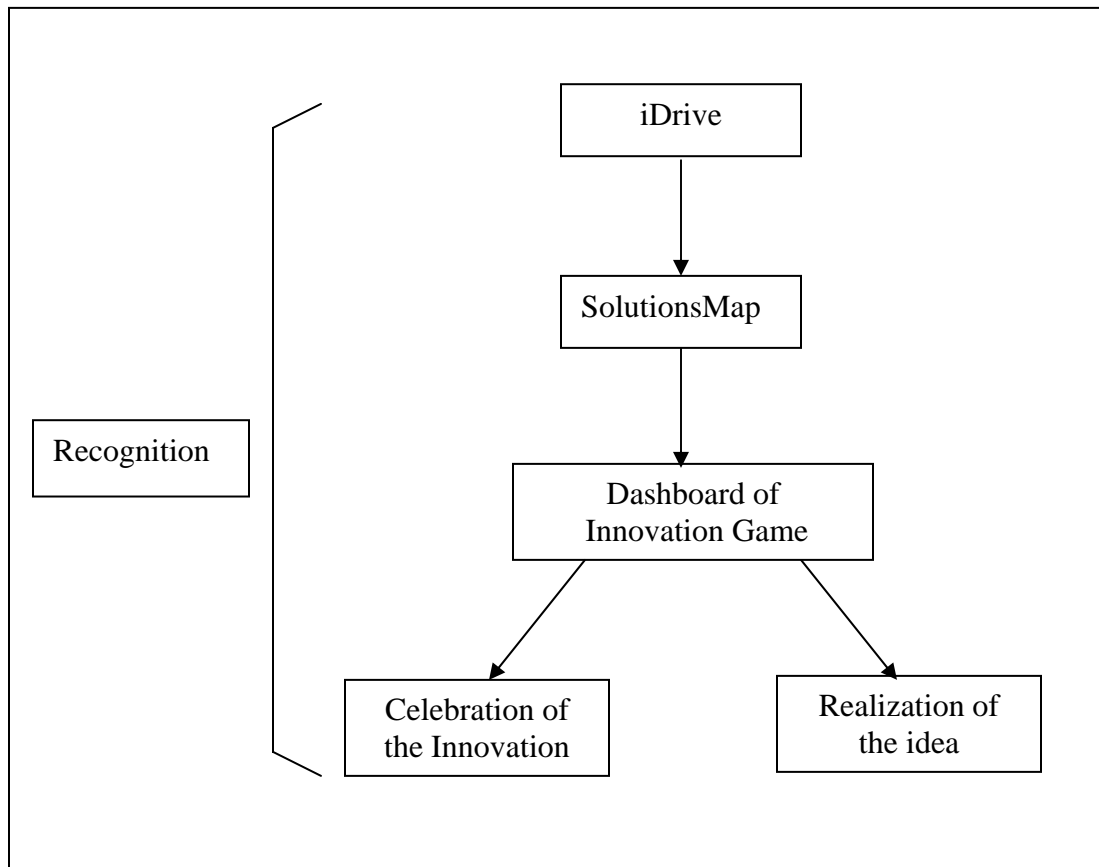 iDrive
SolutionsMap
Recognition
Dashboard of
Innovation Game
Celebration of
the Innovation
Realization of
the idea